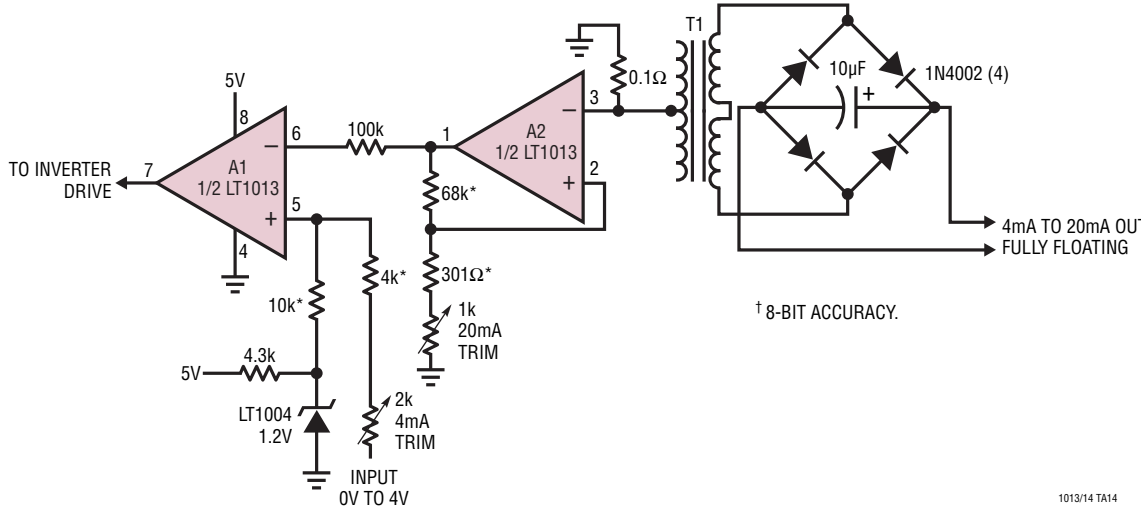 T1
5V
8
6
100k
1
A2
1/2 LT1013
3
0.1Ω
10µF
+
1N4002 (4)
TO INVERTER
DRIVE
7
A1
1/2 LT1013
−
−
2
+
68k*
5
+
4
4k*
301Ω*
4mA TO 20mA OUT
FULLY FLOATING
10k*
1k
20mA
TRIM
† 8-BIT ACCURACY.
4.3k
5V
2k
4mA
TRIM
LT1004
1.2V
INPUT
0V TO 4V
1013/14 TA14